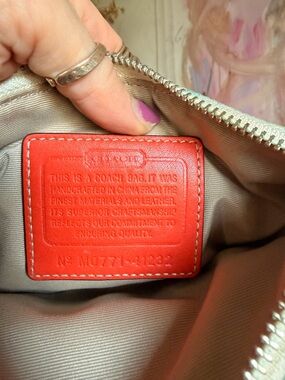 COACH
THIS IS A COACH BAG. IT WAS
HANDCRAFTED IN CHINA FROM THE
FINEST MATERIALS AND LEATHER.
ITS SUPERIOR CRAFTSMANSHIP
REFLECTS OUR COMMITMENT TO
ENDURING QUALITY.
Nº M0771-41232